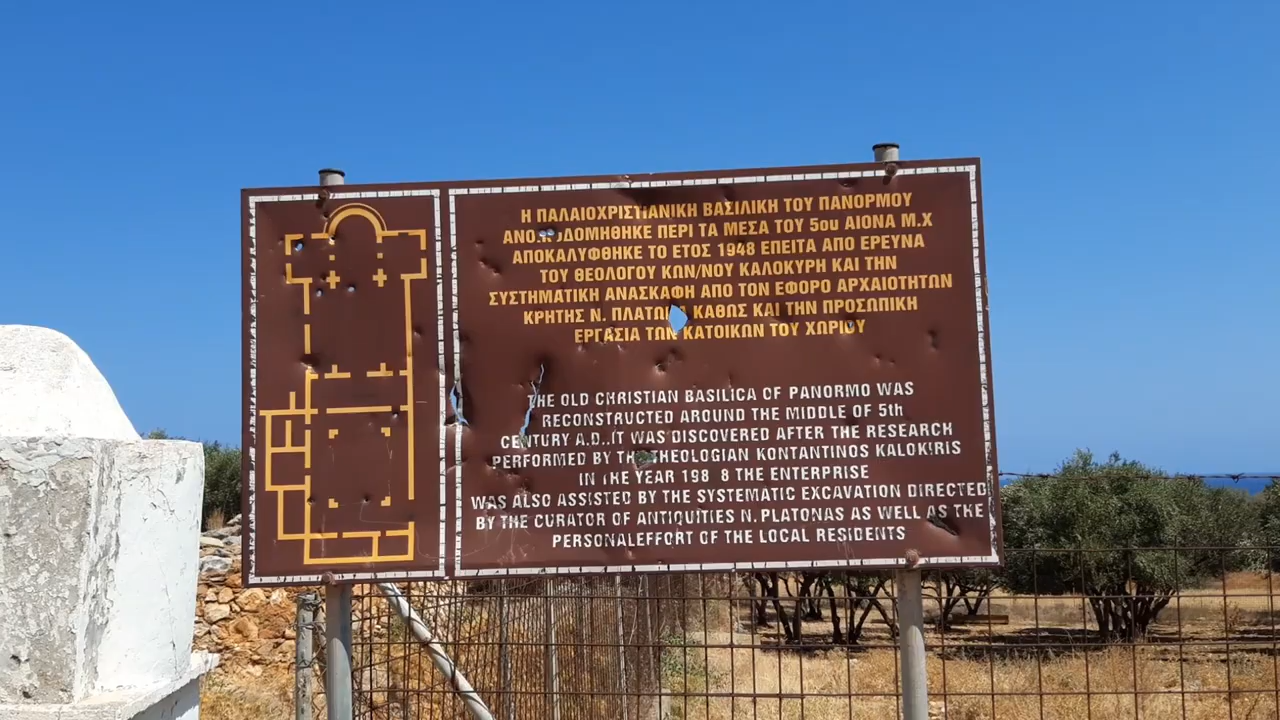 Η ΠΑΛΑΙΟΧΡΙΣΤΙΑΝΙΚΗ ΒΑΣΙΛΙΚΗ ΤΟΥ ΠΑΝΟΡΜΟΥ
ΠΕΡΙ ΤΑ ΜΕΣΑ ΤΟΥ 5ου ΑΙΩΝΑ Μ.Χ
ΑΠΟΚΑΛΥΦΘΗΚΕ ΤΟ ΕΤΟΣ 1948 ΕΠΕΙΤΑ ΑΠΟ ΕΡΕΥΝΑ
ΤΟΥ ΘΕΟΛΟΓΟΥ ΚΩΝ/ΝΟΥ ΚΑΛΟΚΥΡΗ ΚΑΙ ΤΗΝ
ΣΥΣΤΗΜΑΤΙΚΗ ΑΝΑΣΚΑΦΗ ΑΠΟ ΤΟΝ ΕΦΟΡΟ ΑΡΧΑΙΟΤΗΤΩΝ
ΚΡΗΤΗΣ Ν. ΚΑΘΩΣ ΚΑΙ ΤΗΝ ΠΡΟΣΩΠΙΚΗ
ΕΡΓΑΣΙΑ ΤΩΝ ΚΑΤΟΙΚΩΝ ΤΟΥ ΧΩΡΙΟΥ
THE OLD CHRISTIAN BASILICA OF PANORMO WAS
RECONSTRUCTED AROUND THE MIDDLE OF 5th
CENTURY A.D..IT WAS DISCOVERED AFTER THE RESEARCH
PERFORMED BY THE THEOLOGIAN KONTANTINOS KALOKIRIS
IN THE YEAR 198 8 THE ENTERPRISE
WAS ALSO ASSISTED BY THE SYSTEMATIC EXCAVATION DIRECTED
BY THE CURATOR OF ANTIQUITIES N. PLATONAS AS WELL AS THE
PERSONALEFFORT OF THE LOCAL RESIDENTS